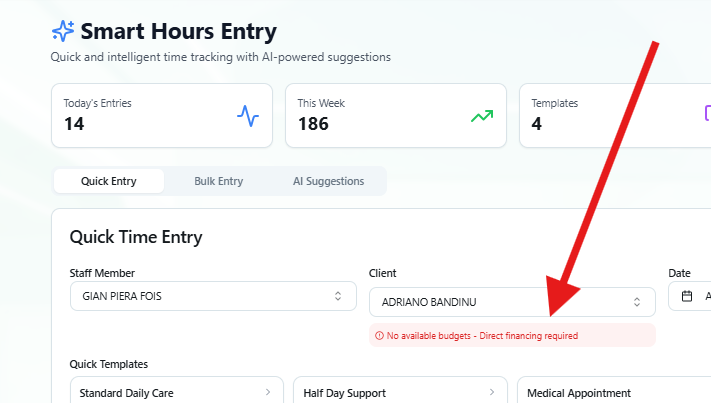 Smart Hours Entry
Quick and intelligent time tracking with AI-powered suggestions
Today's Entries
14
This Week
186
Templates
4
Quick Entry
Bulk Entry
AI Suggestions
Quick Time Entry
Staff Member
GIAN PIERA FOIS
Client
ADRIANO BANDINU
No available budgets - Direct financing required
Date
A
Quick Templates
Standard Daily Care
Half Day Support
Medical Appointment